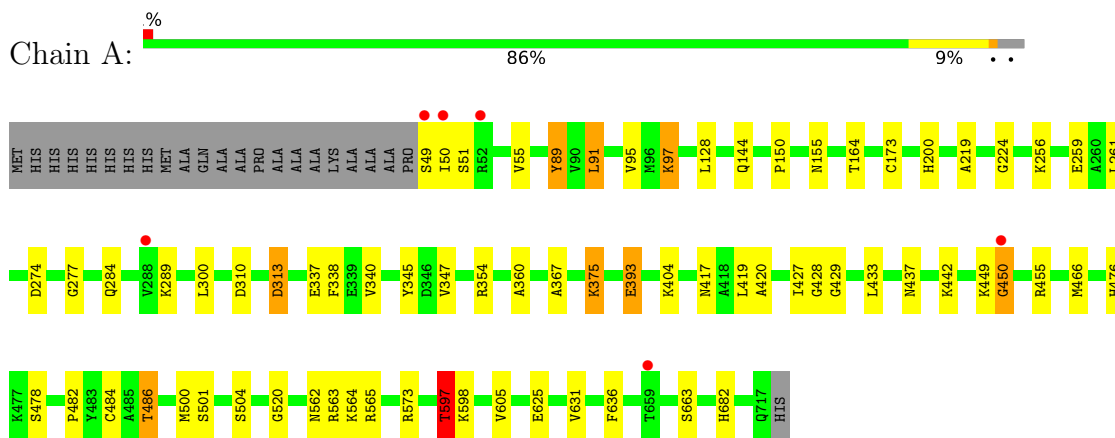 .%
Chain A:
86% 9% • •
MET HIS HIS HIS HIS HIS HIS HIS MET ALA GLN ALA ALA PRO ALA ALA ALA LYS ALA ALA ALA PRO S49 I50 S51 R52 V55 Y89 V90 L91 V95 M96 K97 L128 Q144 P150 N155 T164 C173 H200 A219 G224 K256 E259 A260 L261
D274 G277 Q284 V288 K289 L300 D310 D313 E337 F338 E339 V340 Y345 D346 V347 R354 A360 A367 K375 E393 K404 N417 A418 L419 A420 I427 G428 G429 L433 N437 K442 K449 G450 R455 M466 H476
K477 S478 P482 Y483 C484 A485 T486 M500 S501 S504 G520 N562 R563 K564 R565 R573 T597 K598 V605 E625 V631 F636 T659 S663 H682 Q717 HIS